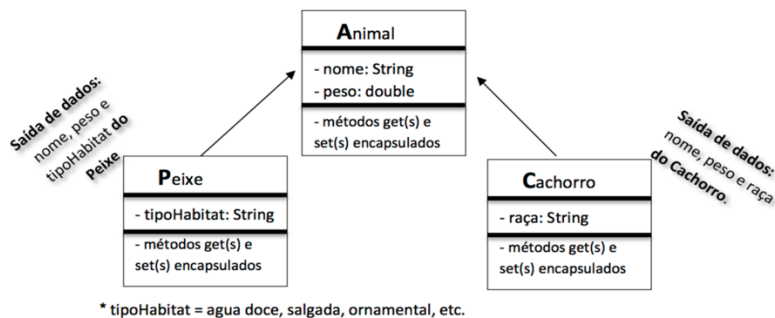 Animal
- nome: String
- peso: double
- métodos get(s) e
set(s) encapsulados
Saída de dados:
nome, peso e
tipoHabitat do
Peixe
Peixe
- tipoHabitat: String
- métodos get(s) e
set(s) encapsulados
Saída de dados:
nome, peso e raça
do Cachorro.
Cachorro
- raça: String
- métodos get(s) e
set(s) encapsulados
* tipoHabitat = agua doce, salgada, ornamental, etc.